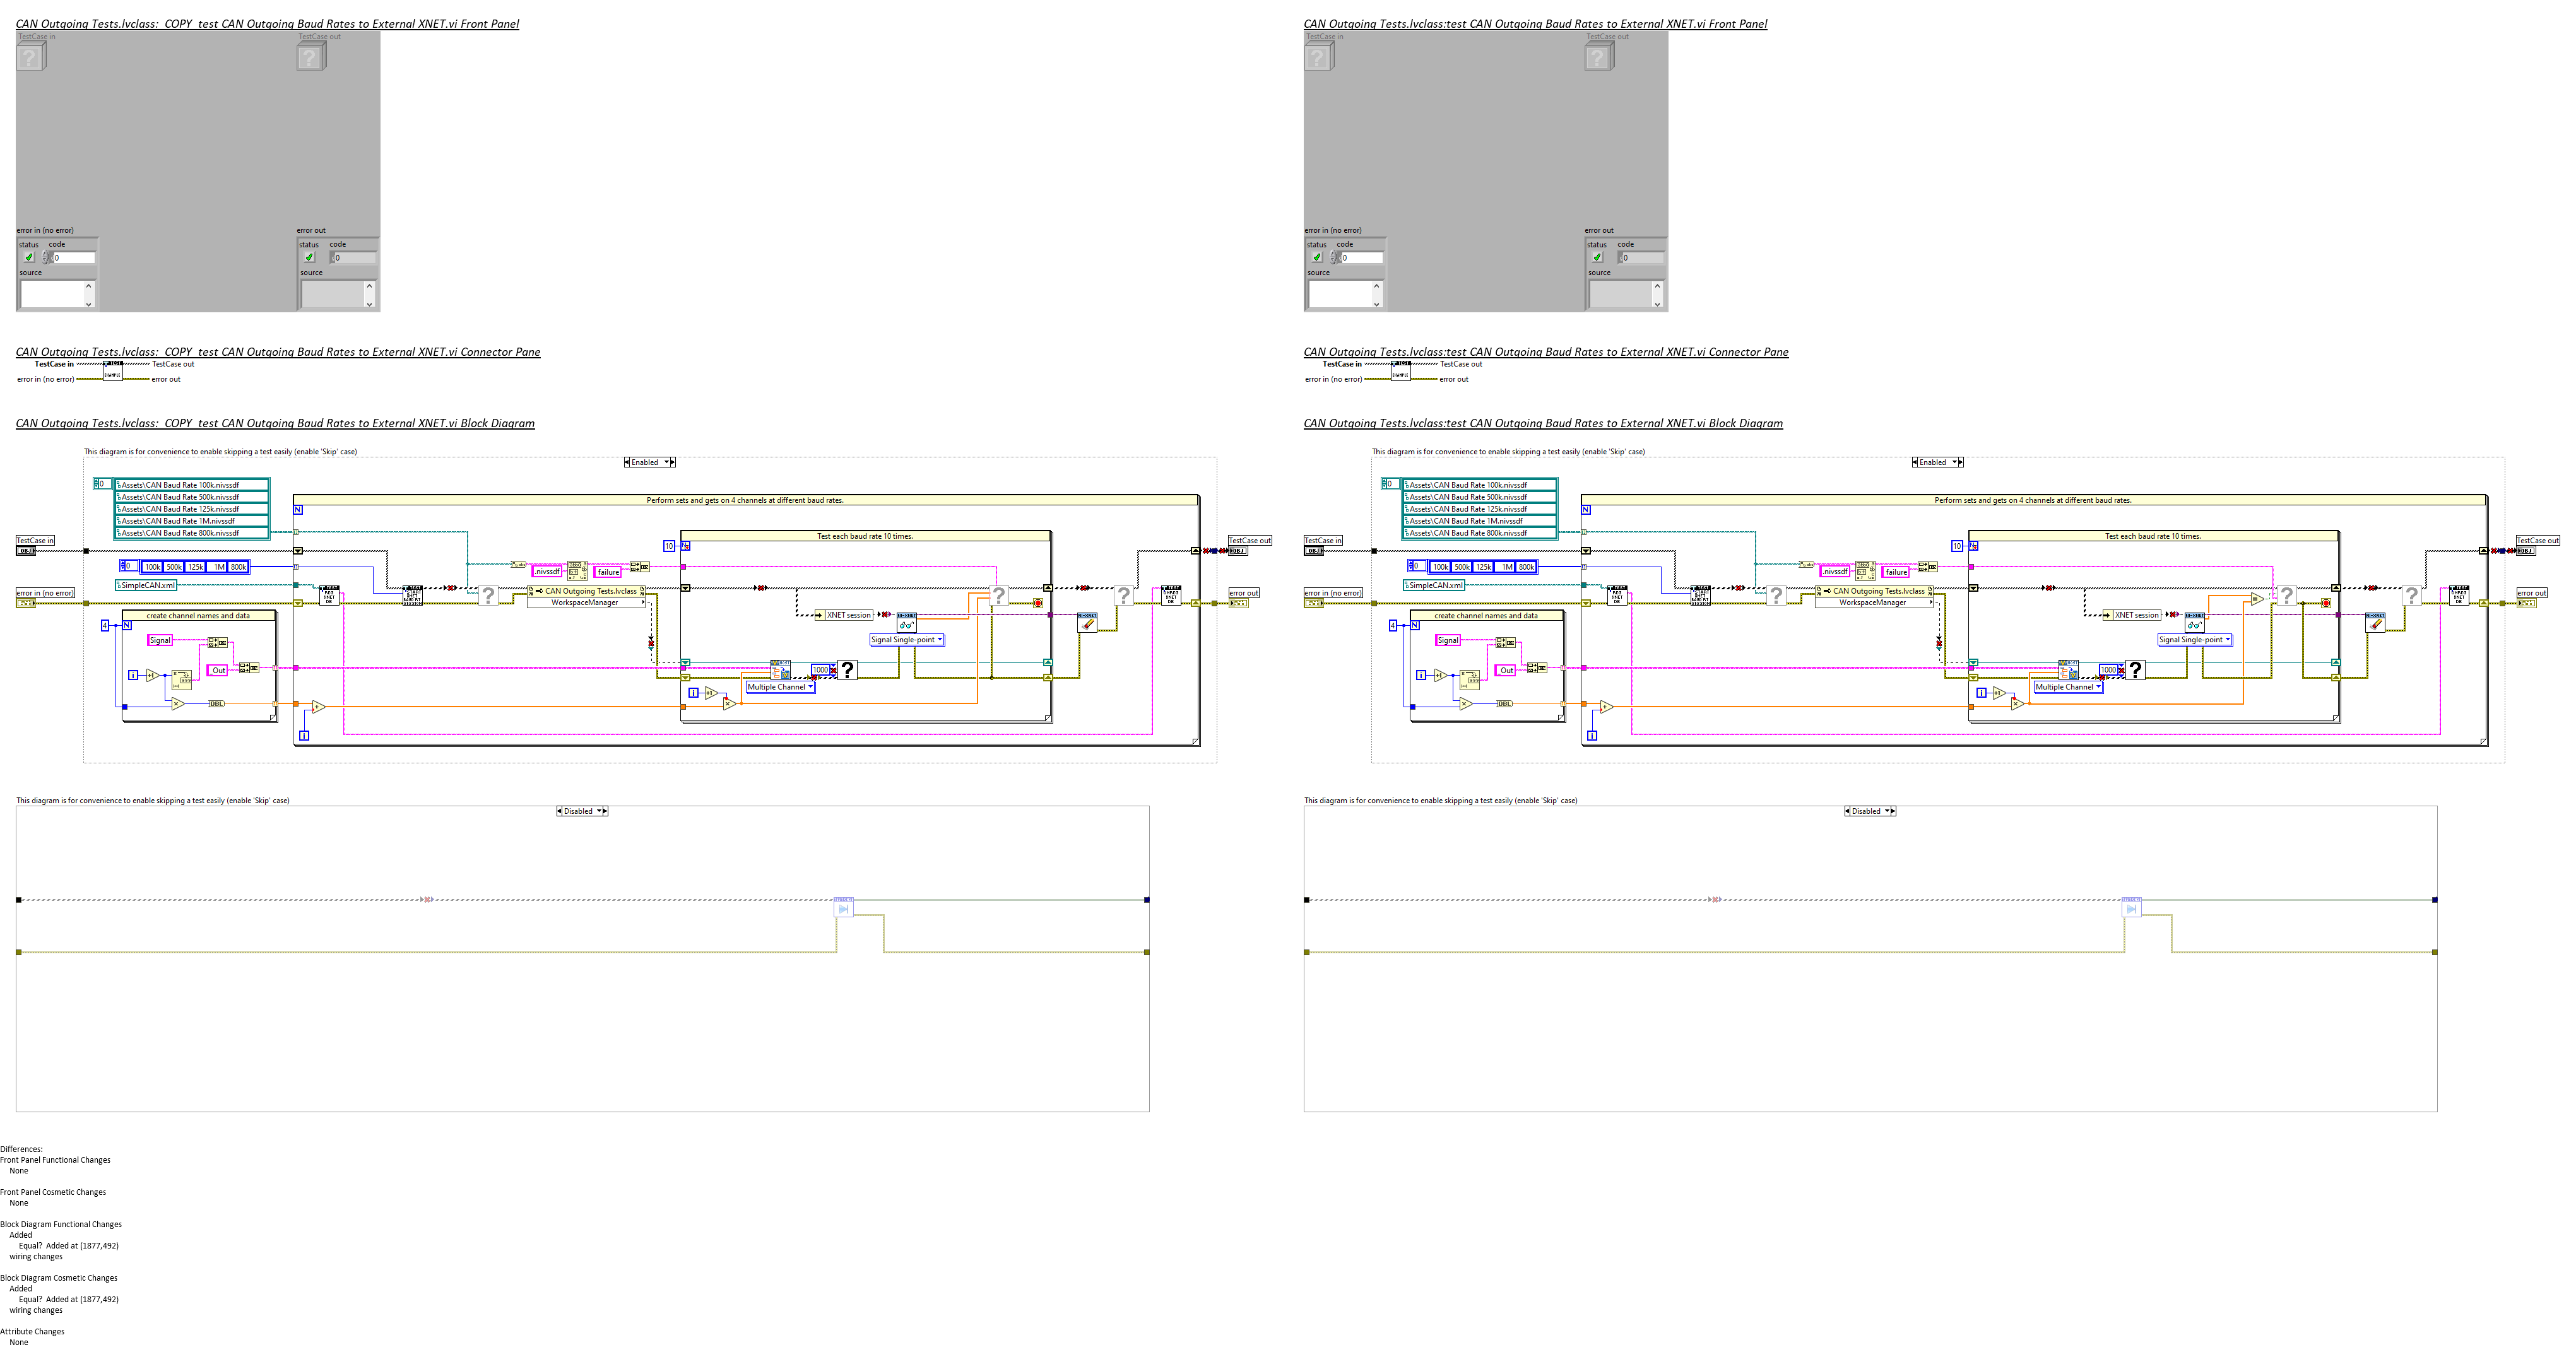 CAN Outgoing Tests.lvclass:_COPY_test CAN Outgoing Baud Rates to External XNET.vi Front Panel
TestCase in
TestCase out
error in (no error)
status code
0
source
error out
status code
0
source
CAN Outgoing Tests.lvclass:_COPY_test CAN Outgoing Baud Rates to External XNET.vi Connector Pane
TestCase in
TestCase out
error in (no error)
error out
EXAMPLE
CAN Outgoing Tests.lvclass:_COPY_test CAN Outgoing Baud Rates to External XNET.vi Block Diagram
This diagram is for convenience to enable skipping a test easily (enable 'Skip' case)
Enabled
0
Assets\CAN Baud Rate 100k.nivssdf
Assets\CAN Baud Rate 500k.nivssdf
Assets\CAN Baud Rate 125k.nivssdf
Assets\CAN Baud Rate 1M.nivssdf
Assets\CAN Baud Rate 800k.nivssdf
Perform sets and gets on 4 channels at different baud rates.
N
TestCase in
10
Test each baud rate 10 times.
TestCase out
0 100k 500k 125k 1M 800k
.nivssdf
failure
SimpleCAN.xml
error in (no error)
CAN Outgoing Tests.lvclass
WorkspaceManager
error out
create channel names and data
4 N
XNET session
Signal
Signal Single-point
_Out
1000
Multiple Channel
i
i
DBL
i
This diagram is for convenience to enable skipping a test easily (enable 'Skip' case)
Disabled
CAN Outgoing Tests.lvclass:test CAN Outgoing Baud Rates to External XNET.vi Front Panel
TestCase in
TestCase out
error in (no error)
status code
0
source
error out
status code
0
source
CAN Outgoing Tests.lvclass:test CAN Outgoing Baud Rates to External XNET.vi Connector Pane
TestCase in
TestCase out
error in (no error)
error out
EXAMPLE
CAN Outgoing Tests.lvclass:test CAN Outgoing Baud Rates to External XNET.vi Block Diagram
This diagram is for convenience to enable skipping a test easily (enable 'Skip' case)
Enabled
0
Assets\CAN Baud Rate 100k.nivssdf
Assets\CAN Baud Rate 500k.nivssdf
Assets\CAN Baud Rate 125k.nivssdf
Assets\CAN Baud Rate 1M.nivssdf
Assets\CAN Baud Rate 800k.nivssdf
Perform sets and gets on 4 channels at different baud rates.
N
TestCase in
10
Test each baud rate 10 times.
TestCase out
0 100k 500k 125k 1M 800k
.nivssdf
failure
SimpleCAN.xml
error in (no error)
CAN Outgoing Tests.lvclass
WorkspaceManager
error out
create channel names and data
4 N
XNET session
Signal
Signal Single-point
_Out
1000
Multiple Channel
i
i
DBL
i
This diagram is for convenience to enable skipping a test easily (enable 'Skip' case)
Disabled
Differences:
Front Panel Functional Changes
None
Front Panel Cosmetic Changes
None
Block Diagram Functional Changes
Added
Equal? Added at (1877,492)
wiring changes
Block Diagram Cosmetic Changes
Added
Equal? Added at (1877,492)
wiring changes
Attribute Changes
None